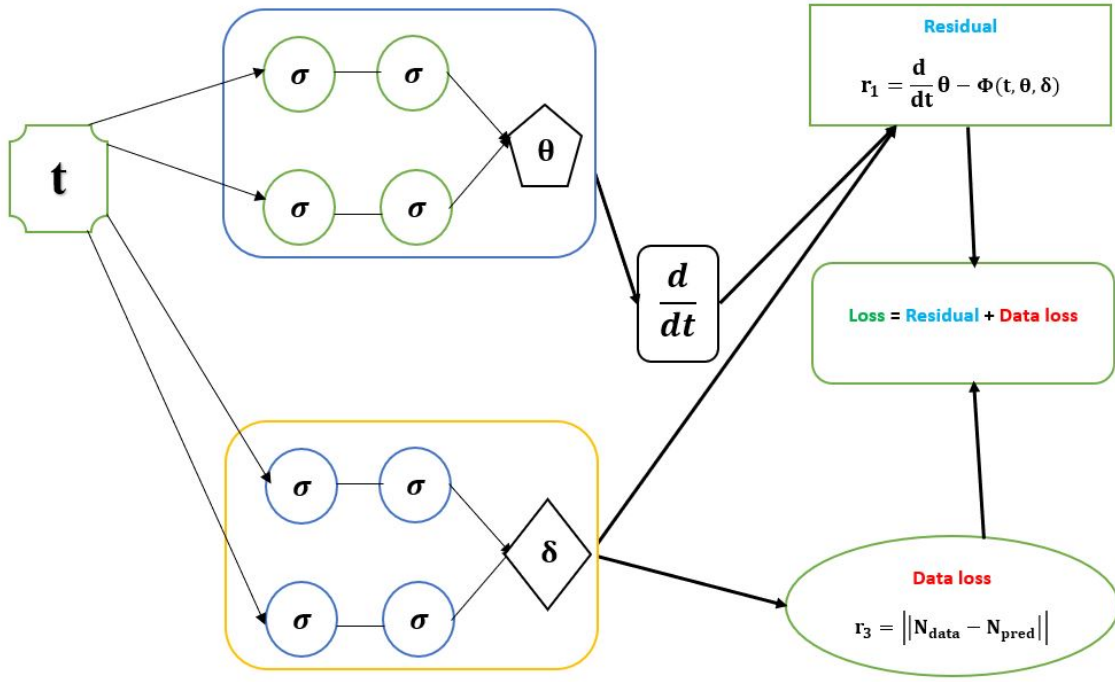 t
σ σ
σ σ
θ
d
dt
σ σ
σ σ
δ
Residual
r₁ = d/dt θ − Φ(t, θ, δ)
Loss = Residual + Data loss
Data loss
r₃ = ||N_data − N_pred||